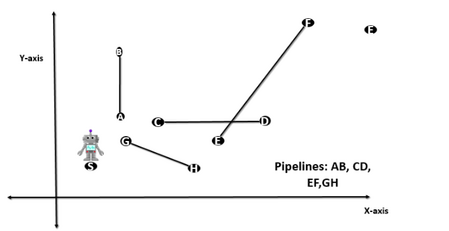 F
E
B
Y-axis
A
C
D
G
E
S
H
Pipelines: AB, CD,
EF,GH
X-axis